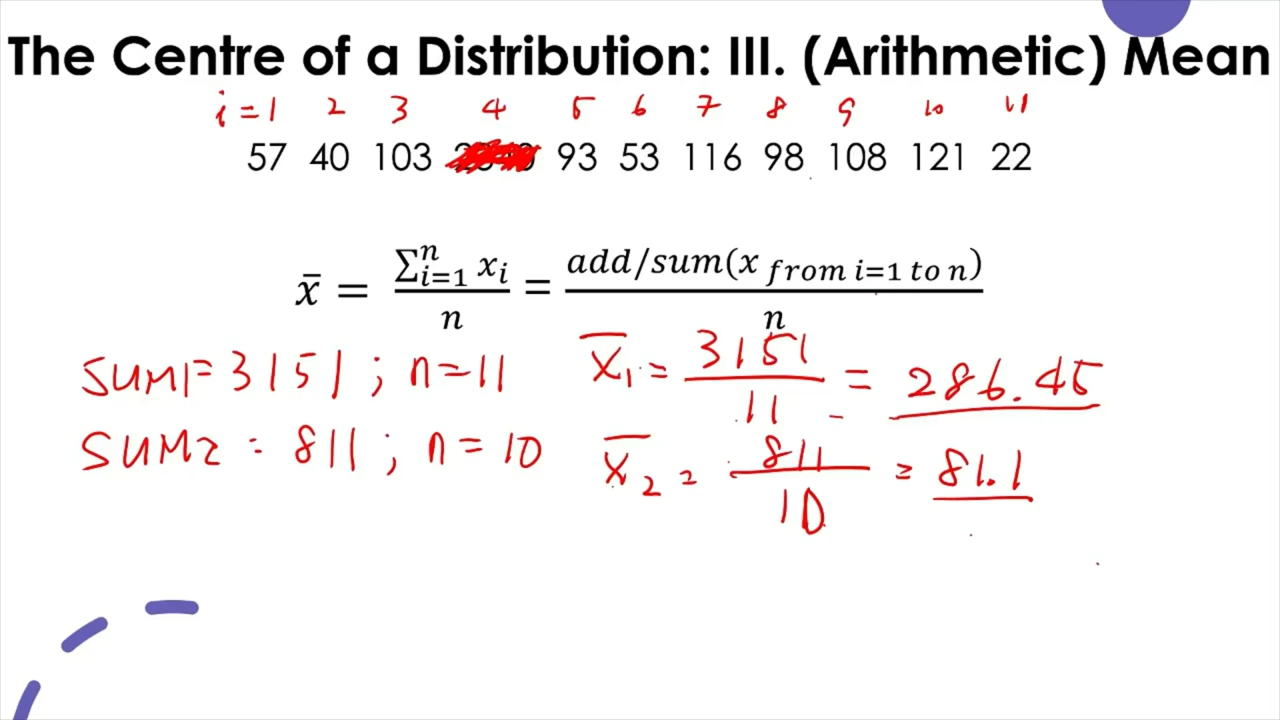 The Centre of a Distribution: III. (Arithmetic) Mean
i=1 2 3 4 5 6 7 8 9 10 11
57 40 103 93 53 116 98 108 121 22
x̄ = ∑ⁿᵢ₌₁ xᵢ / n = add/sum(x from i=1 to n) / n
SUM1=3151; n=11 x̄₁ = 3151 / 11 = 286.45
SUM2 = 811; n=10 x̄₂ = 811 / 10 = 81.1